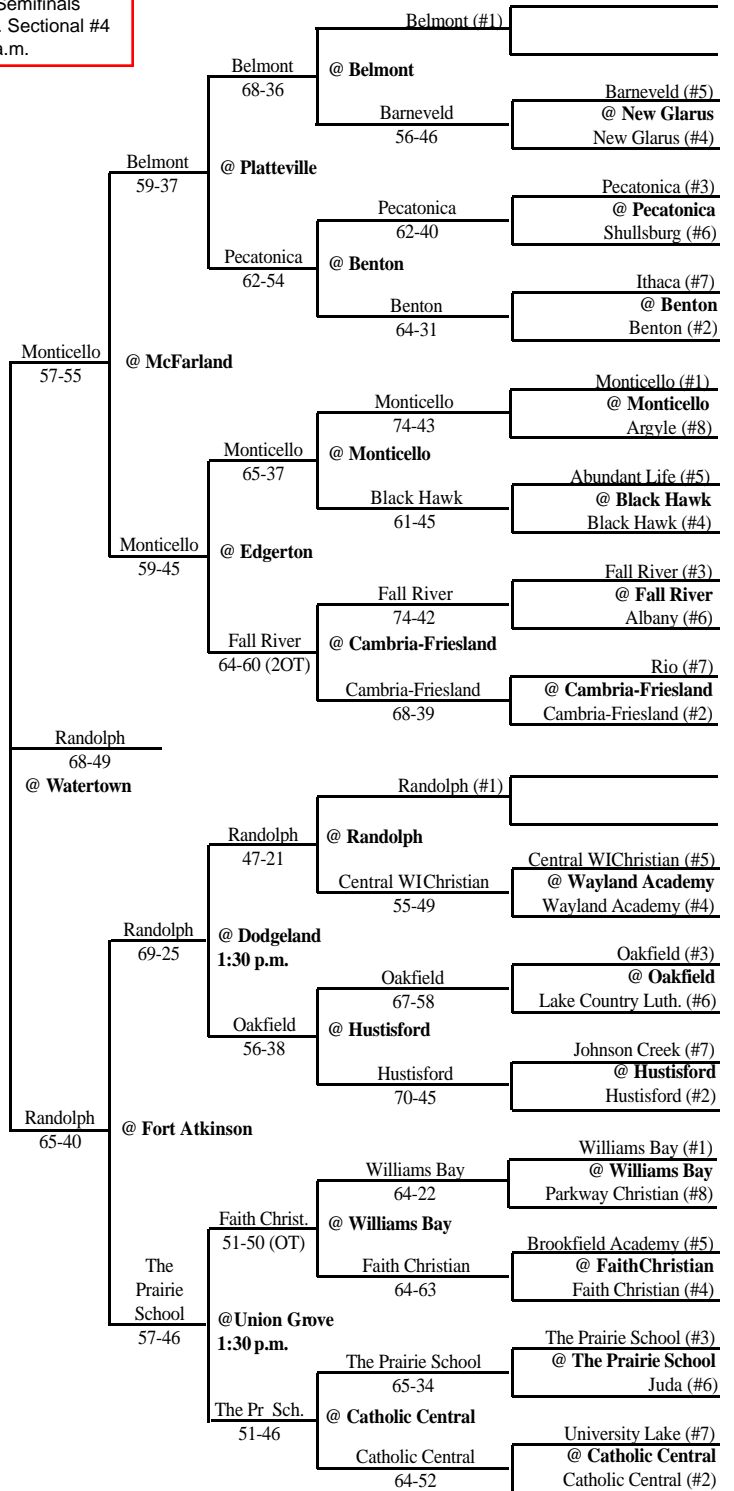 Semifinals
. Sectional #4
a.m.
Belmont (#1)
Belmont
68-36
@ Belmont
Barneveld
56-46
Barneveld (#5)
@ New Glarus
New Glarus (#4)
Belmont
59-37
@ Platteville
Pecatonica (#3)
@ Pecatonica
Shullsburg (#6)
Pecatonica
62-40
Pecatonica
62-54
@ Benton
Benton
64-31
Ithaca (#7)
@ Benton
Benton (#2)
Monticello
57-55
@ McFarland
Monticello (#1)
@ Monticello
Argyle (#8)
Monticello
74-43
Monticello
65-37
@ Monticello
Black Hawk
61-45
Abundant Life (#5)
@ Black Hawk
Black Hawk (#4)
Monticello
59-45
@ Edgerton
Fall River (#3)
@ Fall River
Albany (#6)
Fall River
74-42
Fall River
64-60 (2OT)
@ Cambria-Friesland
Cambria-Friesland
68-39
Rio (#7)
@ Cambria-Friesland
Cambria-Friesland (#2)
Randolph
68-49
@ Watertown
Randolph (#1)
Randolph
47-21
@ Randolph
Central WIChristian
55-49
Central WIChristian (#5)
@ Wayland Academy
Wayland Academy (#4)
Randolph
69-25
@ Dodgeland
1:30 p.m.
Oakfield (#3)
@ Oakfield
Lake Country Luth. (#6)
Oakfield
67-58
Oakfield
56-38
@ Hustisford
Hustisford
70-45
Johnson Creek (#7)
@ Hustisford
Hustisford (#2)
Randolph
65-40
@ Fort Atkinson
Williams Bay (#1)
@ Williams Bay
Parkway Christian (#8)
Williams Bay
64-22
Faith Christ.
51-50 (OT)
@ Williams Bay
Faith Christian
64-63
Brookfield Academy (#5)
@ FaithChristian
Faith Christian (#4)
The
Prairie
School
57-46
@Union Grove
1:30 p.m.
The Prairie School (#3)
@ The Prairie School
Juda (#6)
The Prairie School
65-34
The Pr Sch.
51-46
@ Catholic Central
Catholic Central
64-52
University Lake (#7)
@ Catholic Central
Catholic Central (#2)